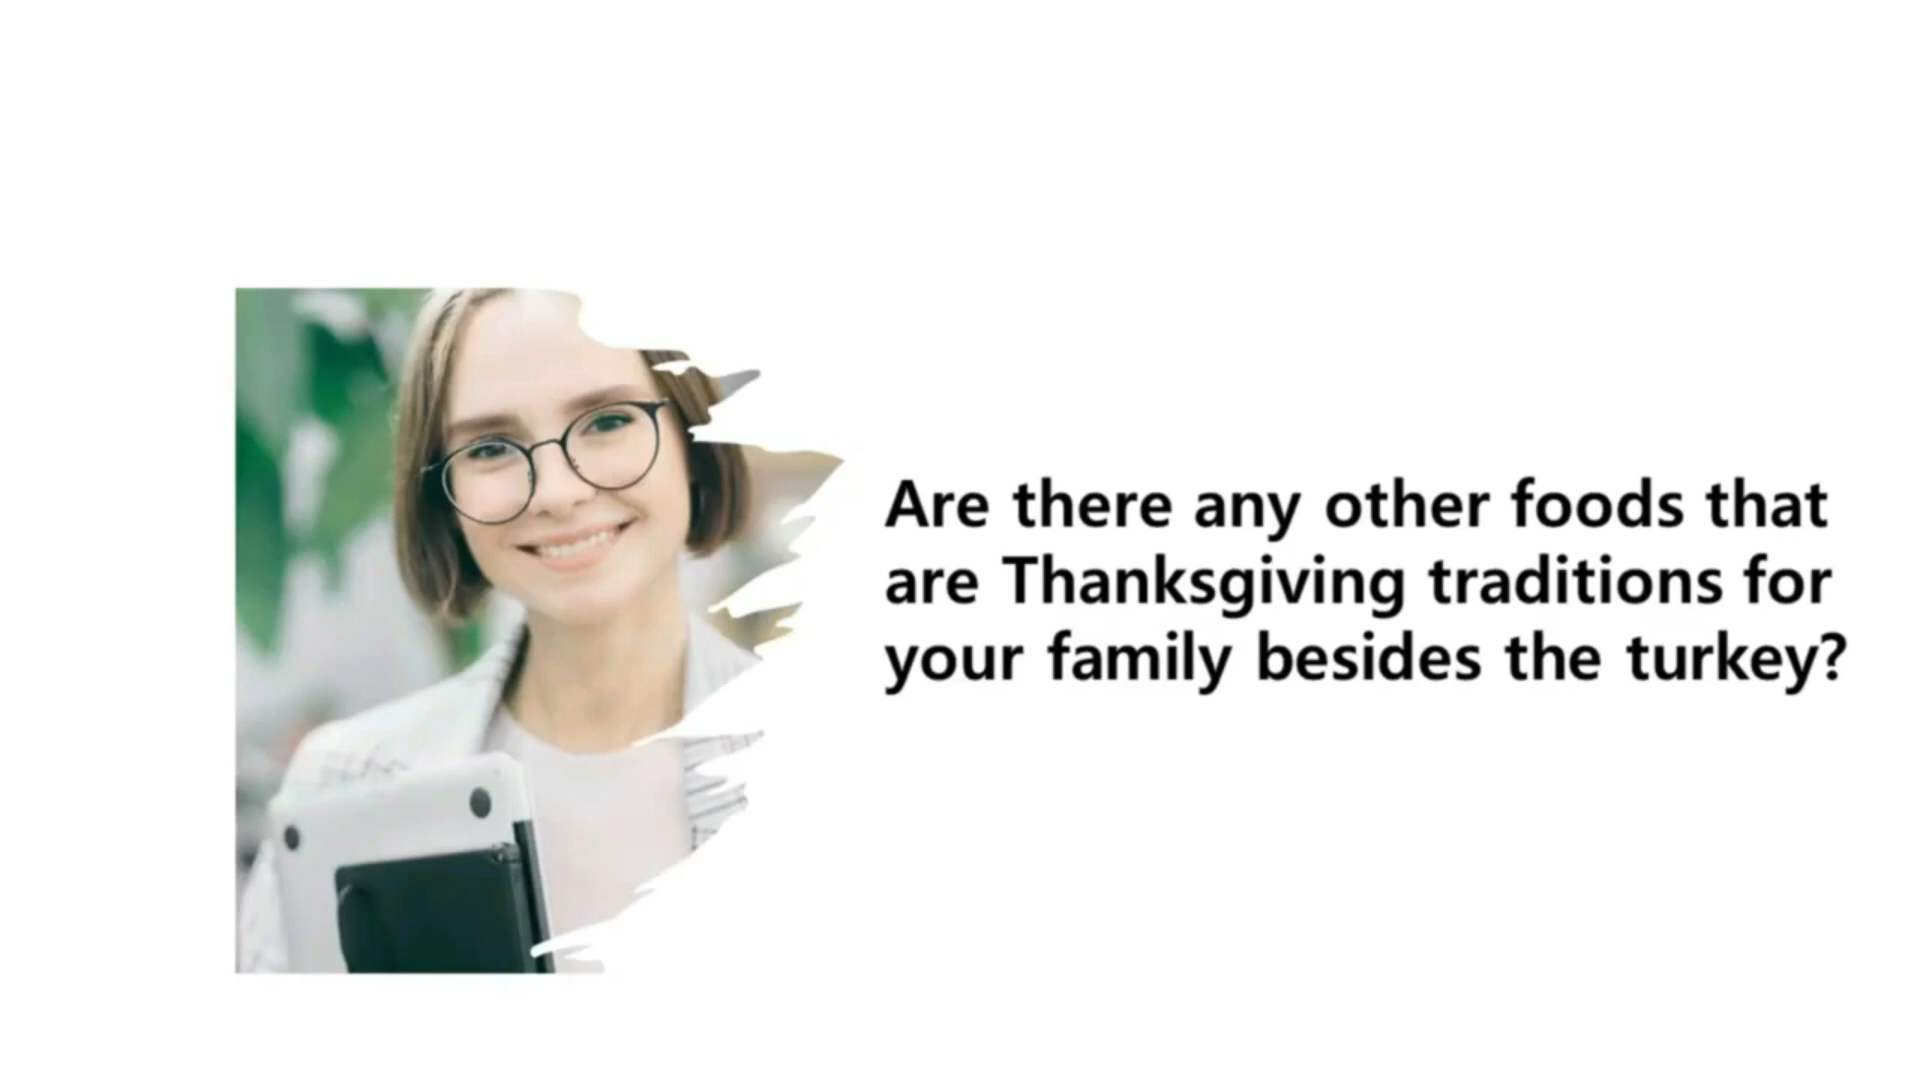 Are there any other foods that
are Thanksgiving traditions for
your family besides the turkey?